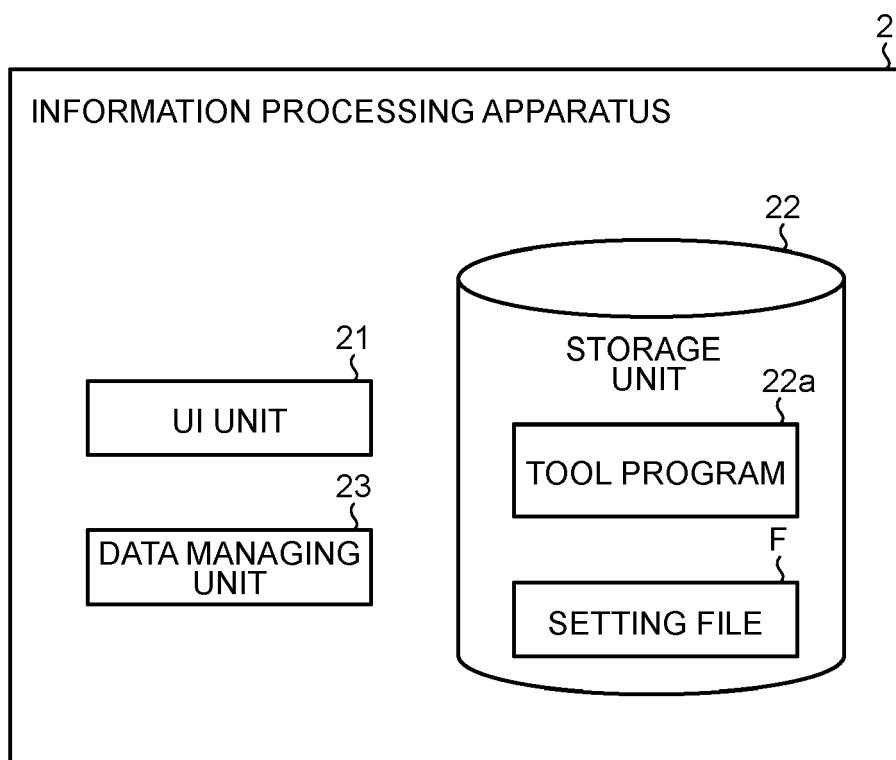 2
INFORMATION PROCESSING APPARATUS
22
STORAGE
UNIT
21
UI UNIT
22a
TOOL PROGRAM
23
DATA MANAGING
UNIT
F
SETTING FILE